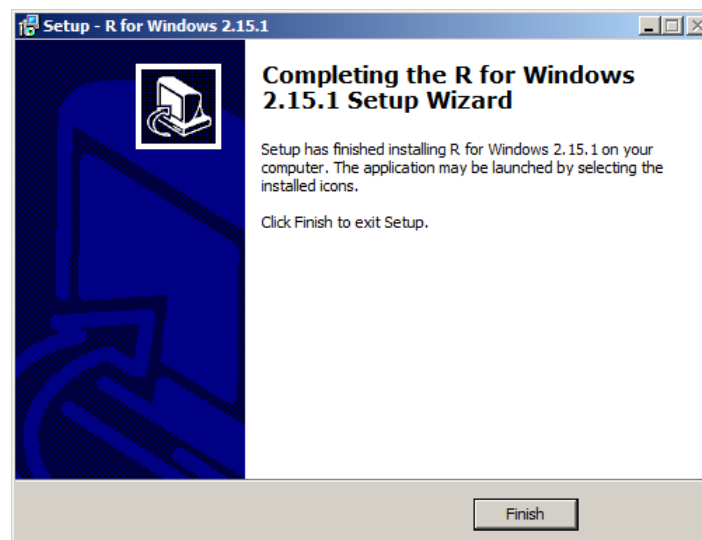 Setup - R for Windows 2.15.1
Completing the R for Windows
2.15.1 Setup Wizard
Setup has finished installing R for Windows 2.15.1 on your
computer. The application may be launched by selecting the
installed icons.
Click Finish to exit Setup.
Finish